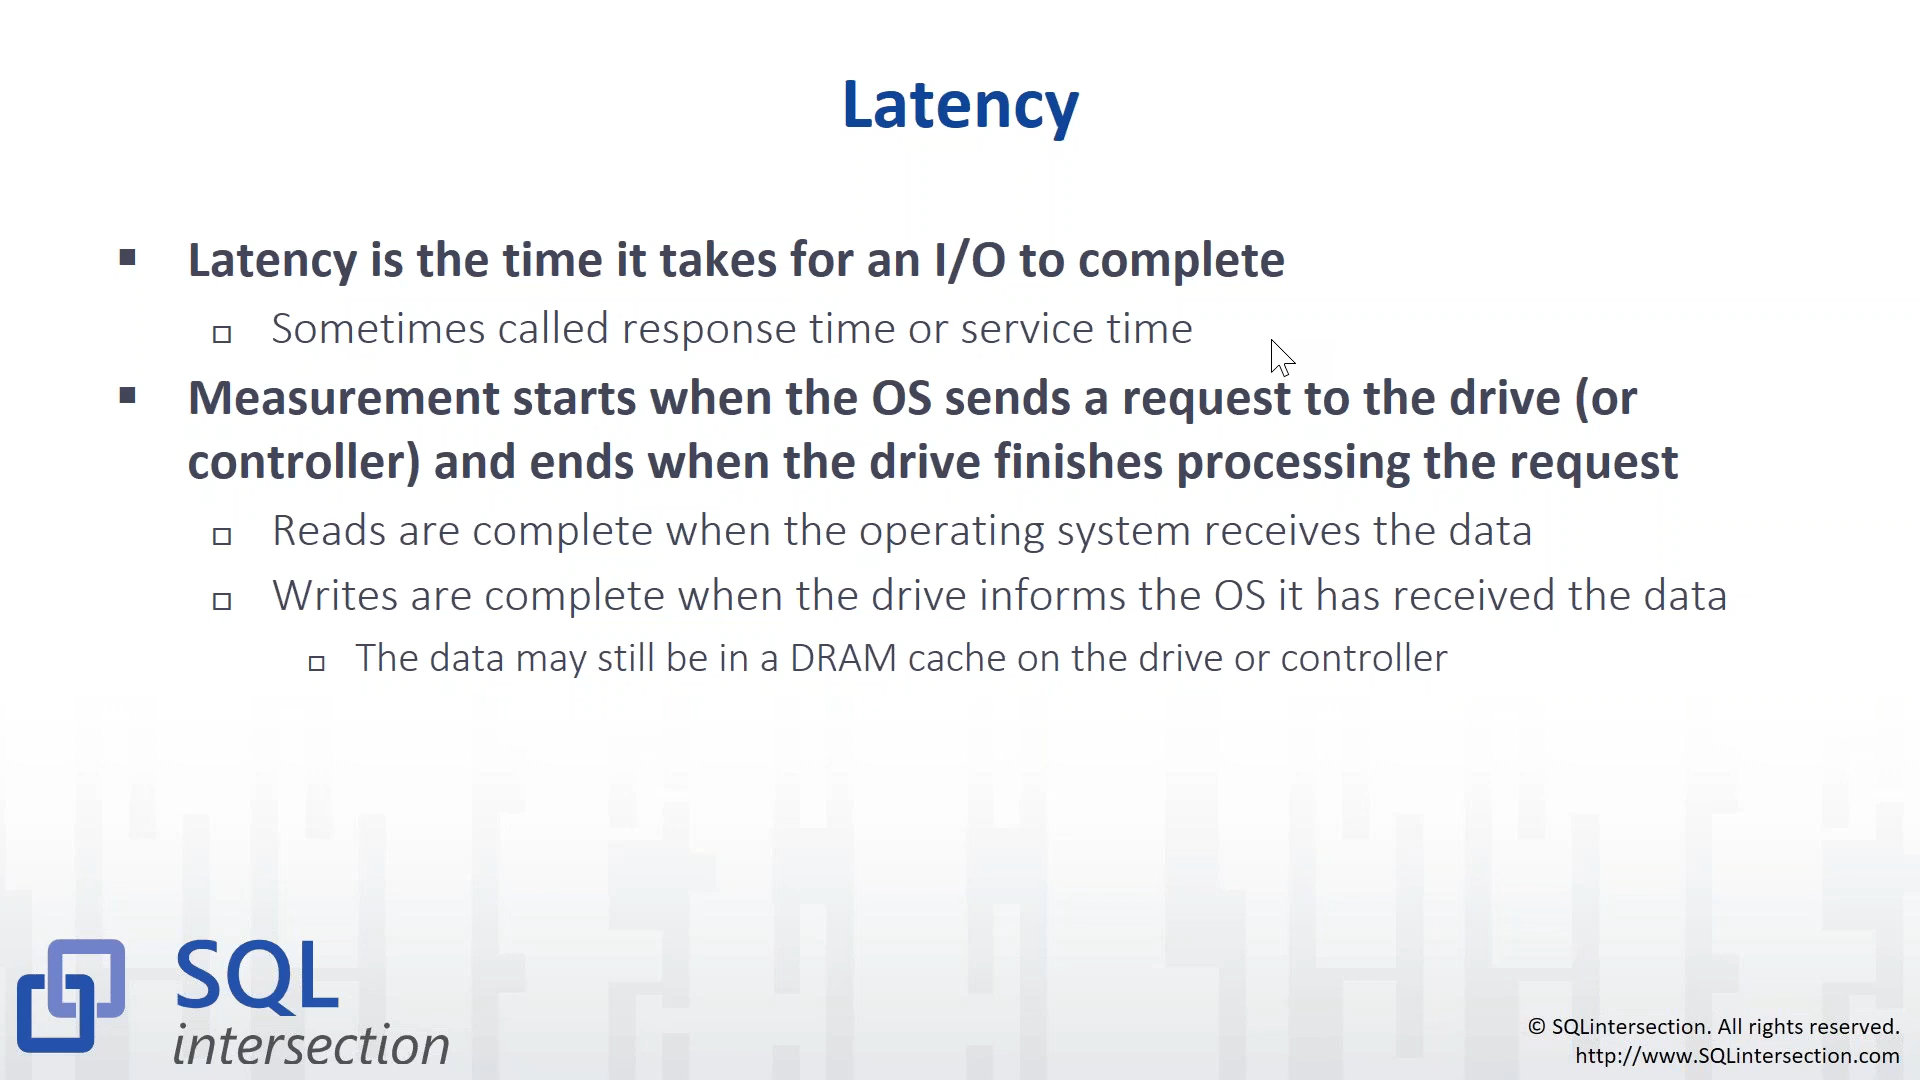 Latency
Latency is the time it takes for an I/O to complete
Sometimes called response time or service time
Measurement starts when the OS sends a request to the drive (or
controller) and ends when the drive finishes processing the request
Reads are complete when the operating system receives the data
Writes are complete when the drive informs the OS it has received the data
The data may still be in a DRAM cache on the drive or controller
SQL
intersection
© SQLintersection. All rights reserved.
http://www.SQLintersection.com